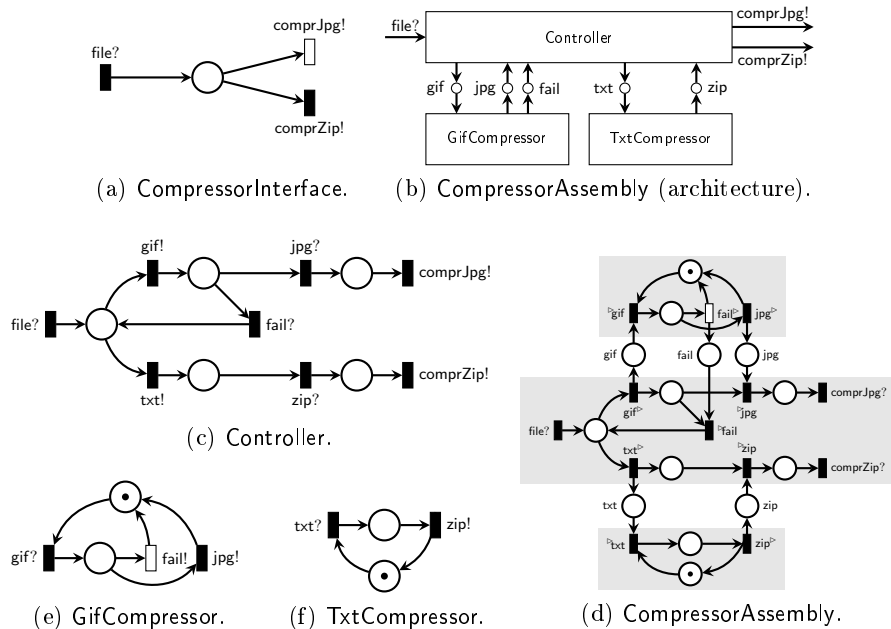 file?
comprJpg!
comprZip!
(a) CompressorInterface.
file?
Controller
comprJpg!
comprZip!
gif
jpg
fail
txt
zip
GifCompressor
TxtCompressor
(b) CompressorAssembly (architecture).
gif!
jpg?
comprJpg!
file?
fail?
txt!
zip?
comprZip!
(c) Controller.
gif?
fail!
jpg!
(e) GifCompressor.
txt?
zip!
(f) TxtCompressor.
▷gif
fail▷
jpg▷
gif
fail
jpg
gif▷
▷jpg
comprJpg?
file?
▷fail
txt▷
▷zip
comprZip?
txt
zip
▷txt
zip▷
(d) CompressorAssembly.